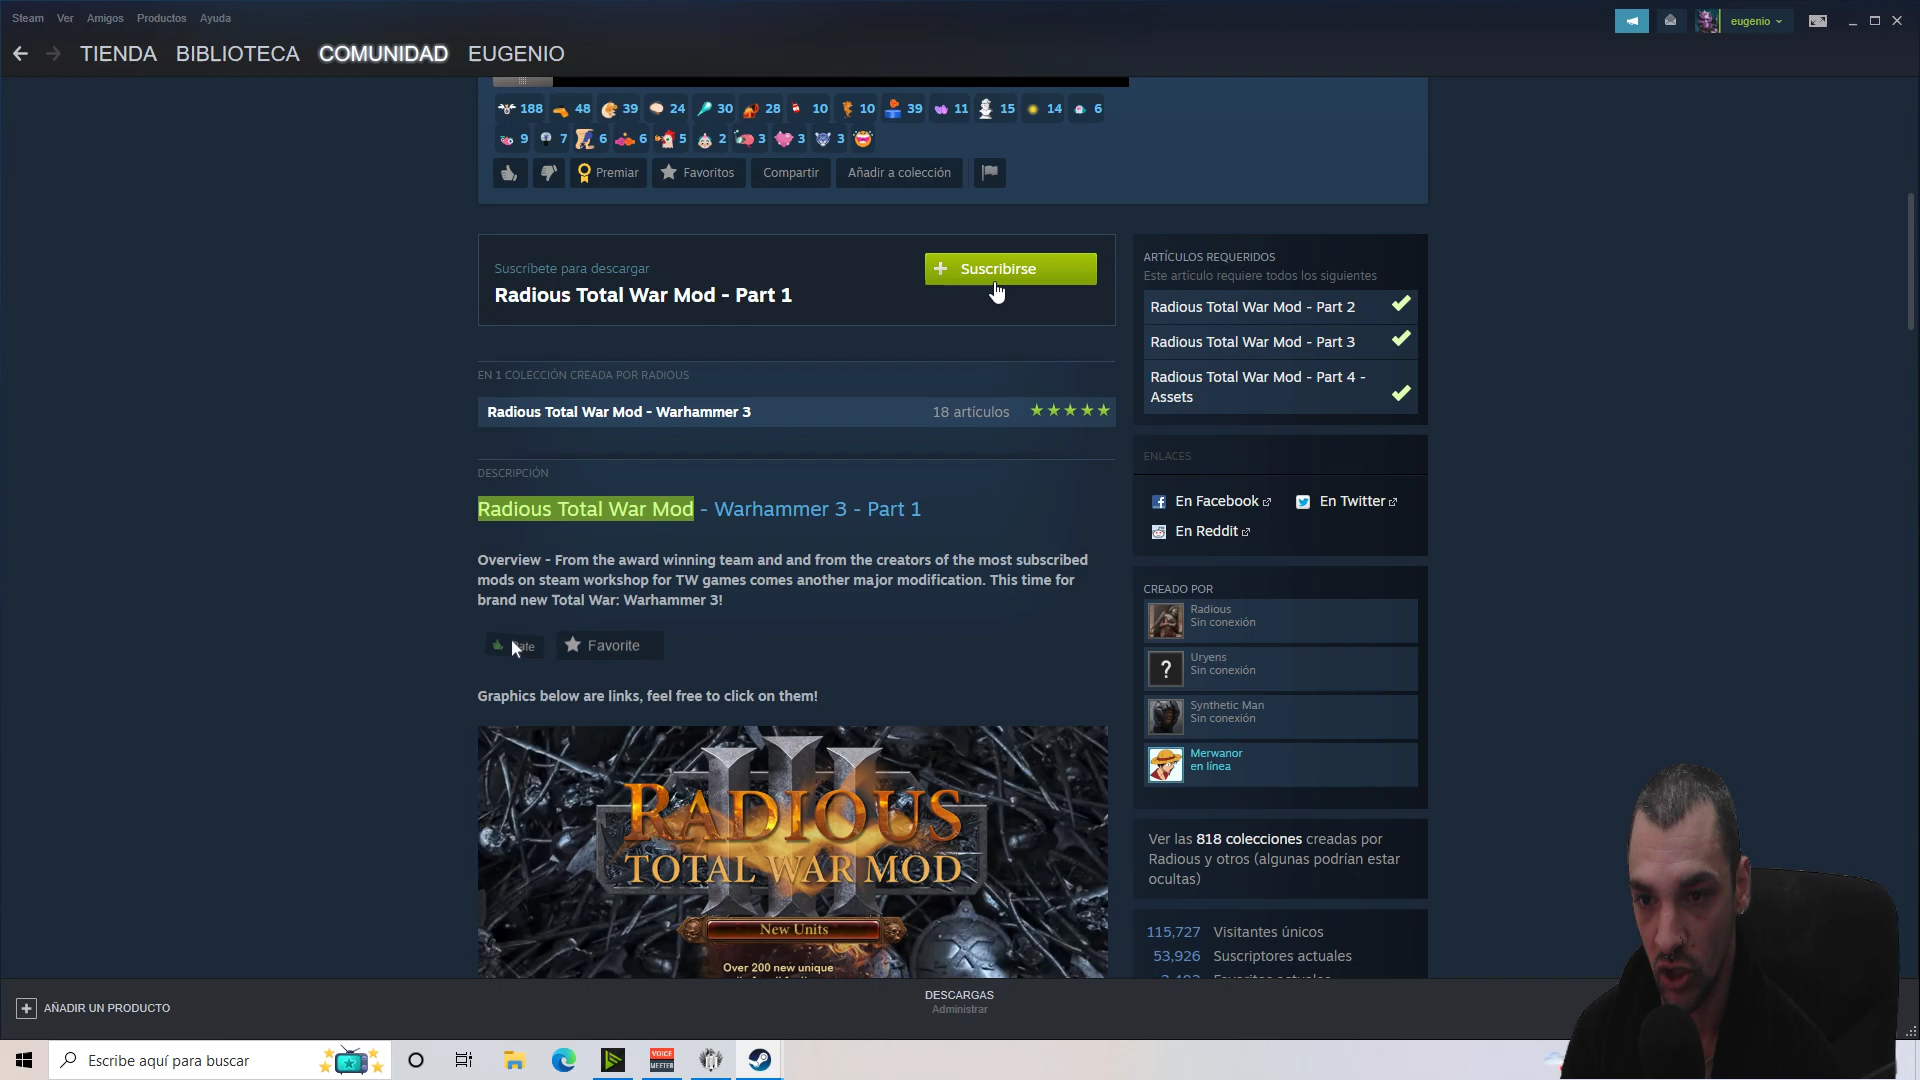 Steam Ver Amigos Productos Ayuda
eugenio
TIENDA BIBLIOTECA COMUNIDAD EUGENIO
188 48 39 24 30 28 10 10 39 11 15 14 6
9 7 6 6 5 2 3 3 3
Premiar Favoritos Compartir Añadir a colección
Suscríbete para descargar
Radious Total War Mod - Part 1
+ Suscribirse
EN 1 COLECCIÓN CREADA POR RADIOUS
Radious Total War Mod - Warhammer 3 18 artículos
DESCRIPCIÓN
Radious Total War Mod - Warhammer 3 - Part 1
Overview - From the award winning team and and from the creators of the most subscribed
mods on steam workshop for TW games comes another major modification. This time for
brand new Total War: Warhammer 3!
Favorite
Graphics below are links, feel free to click on them!
RADIOUS
TOTAL WAR MOD
New Units
Over 200 new unique
ARTÍCULOS REQUERIDOS
Este artículo requiere todos los siguientes
Radious Total War Mod - Part 2
Radious Total War Mod - Part 3
Radious Total War Mod - Part 4 -
Assets
ENLACES
En Facebook En Twitter
En Reddit
CREADO POR
Radious
Sin conexión
?
Uryens
Sin conexión
Synthetic Man
Sin conexión
Merwanor
en línea
Ver las 818 colecciones creadas por
Radious y otros (algunas podrían estar
ocultas)
115,727 Visitantes únicos
53,926 Suscriptores actuales
+ AÑADIR UN PRODUCTO
DESCARGAS
Administrar
Escribe aquí para buscar
VOICE
MEETER